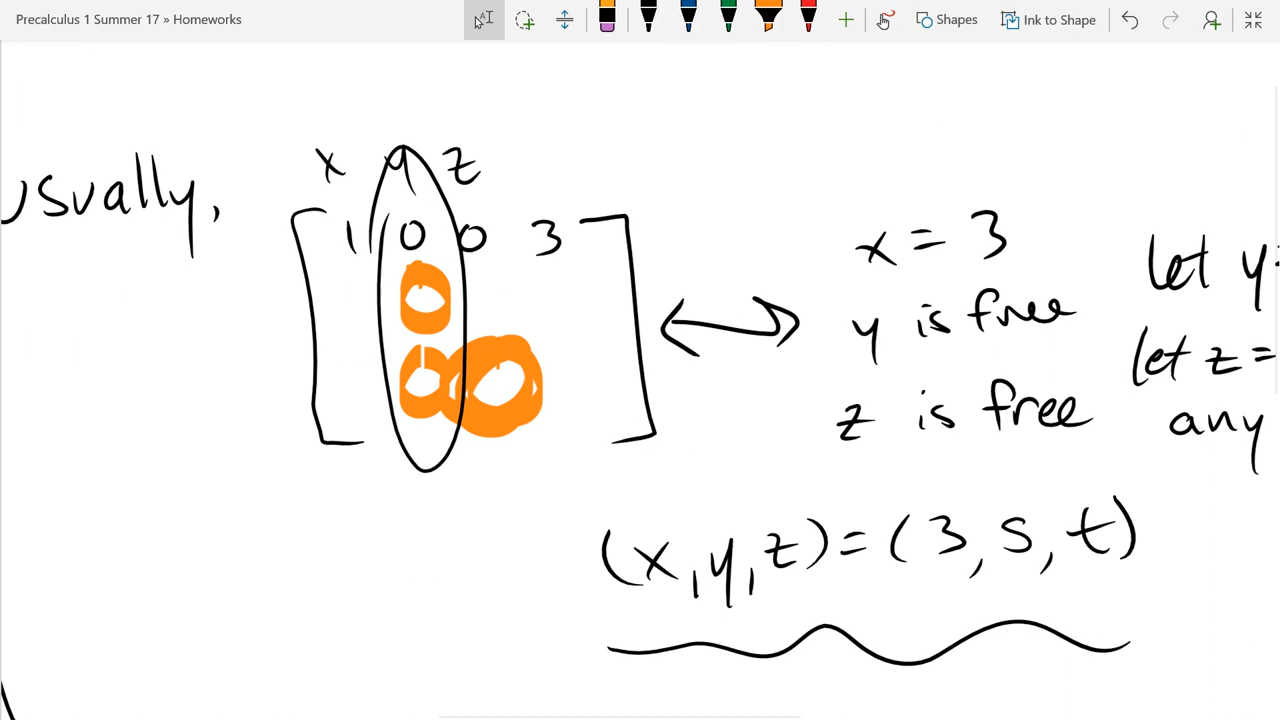 Precalculus 1 Summer 17 » Homeworks
Shapes
Ink to Shape
usually,
x y z
1 0 0 3
0
0 0
x = 3
y is free
z is free
let y=
let z =
any
(x,y,z)=(3,s,t)